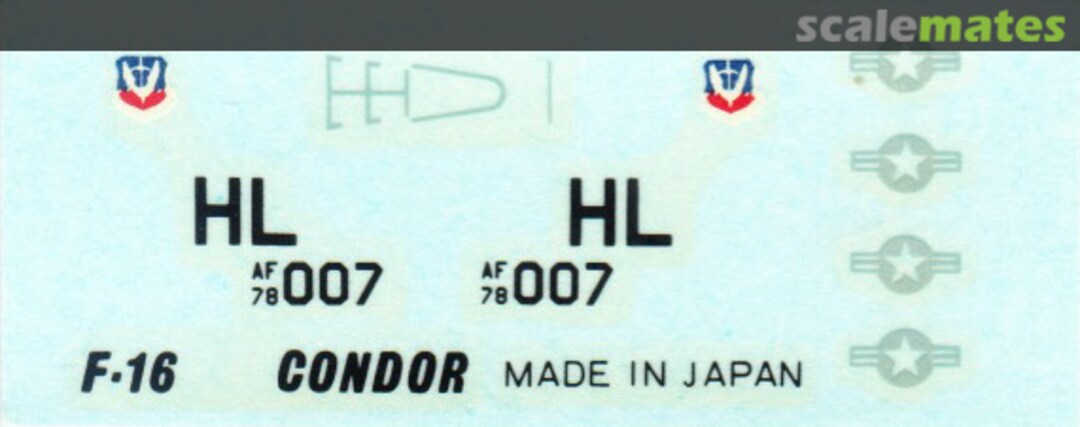 scalemates
HL HL
AF 78 007 AF 78 007
F-16 CONDOR MADE IN JAPAN